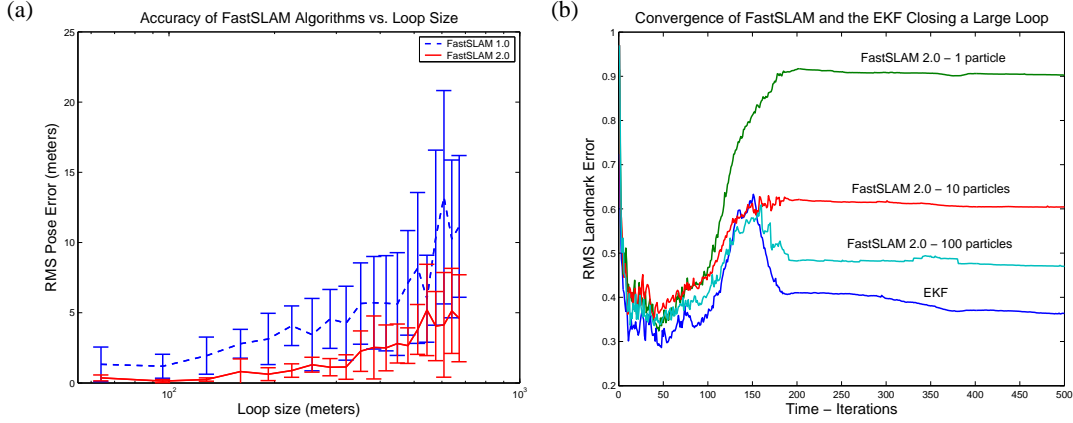 (a)
Accuracy of FastSLAM Algorithms vs. Loop Size
25
20
15
10
5
0
RMS Pose Error (meters)
FastSLAM 1.0
FastSLAM 2.0
10^2
10^3
Loop size (meters)
(b)
Convergence of FastSLAM and the EKF Closing a Large Loop
1
0.9
0.8
0.7
0.6
0.5
0.4
0.3
0.2
RMS Landmark Error
FastSLAM 2.0 – 1 particle
FastSLAM 2.0 – 10 particles
FastSLAM 2.0 – 100 particles
EKF
0 50 100 150 200 250 300 350 400 450 500
Time – Iterations